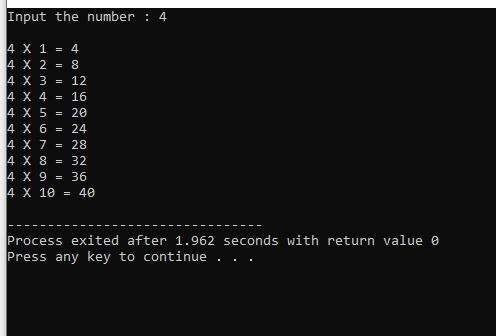 Input the number : 4
4 X 1 = 4
4 X 2 = 8
4 X 3 = 12
4 X 4 = 16
4 X 5 = 20
4 X 6 = 24
4 X 7 = 28
4 X 8 = 32
4 X 9 = 36
4 X 10 = 40
--------------------------------
Process exited after 1.962 seconds with return value 0
Press any key to continue . . .